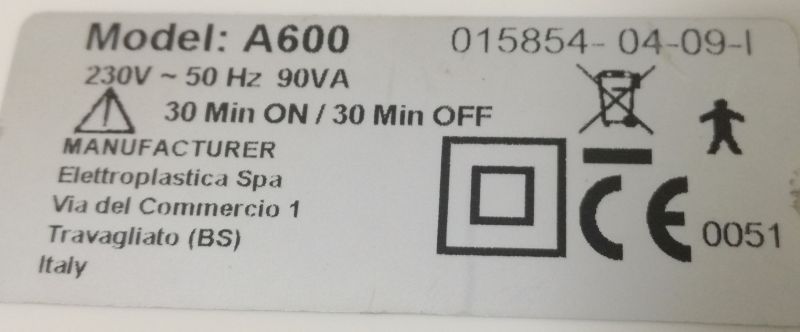 Model: A600 015854- 04-09-I
230V ~ 50 Hz 90VA
30 Min ON / 30 Min OFF
MANUFACTURER
Elettroplastica Spa
Via del Commercio 1
Travagliato (BS)
Italy
CE 0051